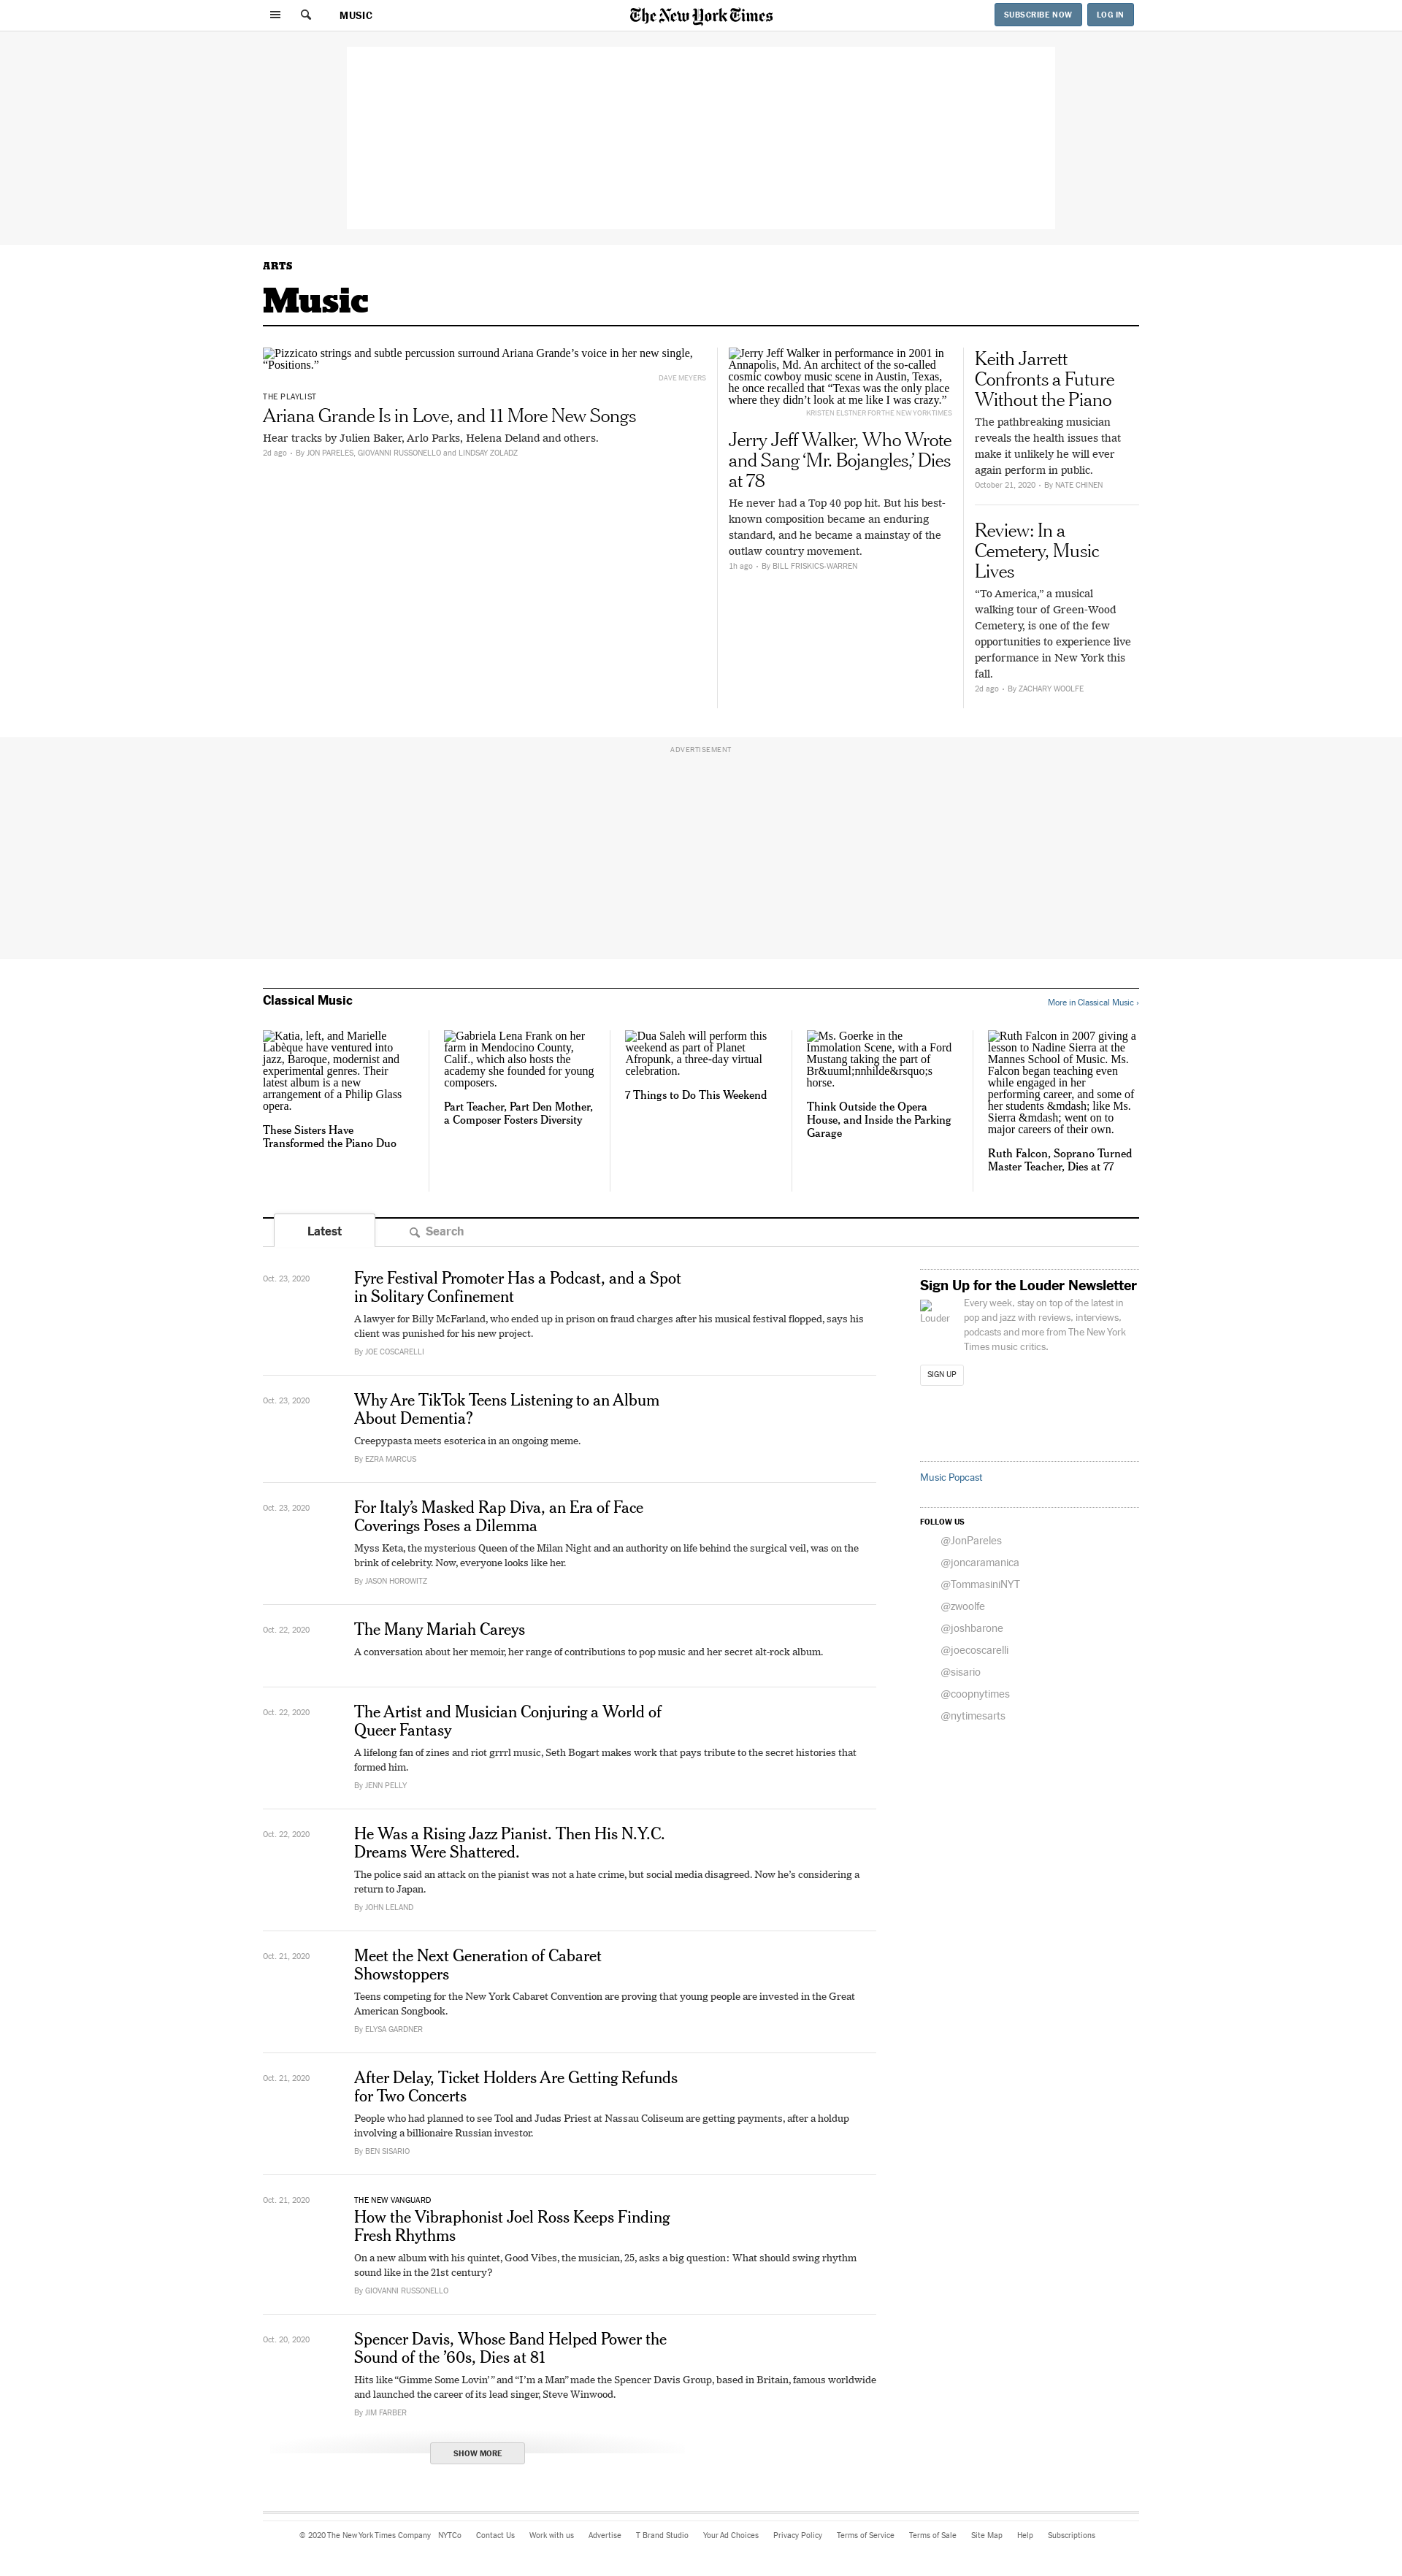 MUSIC
The New York Times
SUBSCRIBE NOW
LOG IN
ARTS
Music
Pizzicato strings and subtle percussion surround Ariana Grande’s voice in her new single,
“Positions.”
DAVE MEYERS
THE PLAYLIST
Ariana Grande Is in Love, and 11 More New Songs
Hear tracks by Julien Baker, Arlo Parks, Helena Deland and others.
2d ago • By JON PARELES, GIOVANNI RUSSONELLO and LINDSAY ZOLADZ
Jerry Jeff Walker in performance in 2001 in
Annapolis, Md. An architect of the so-called
cosmic cowboy music scene in Austin, Texas,
he once recalled that “Texas was the only place
where they didn’t look at me like I was crazy.”
KRISTEN ELSTNER FOR THE NEW YORK TIMES
Jerry Jeff Walker, Who Wrote
and Sang ‘Mr. Bojangles,’ Dies
at 78
He never had a Top 40 pop hit. But his best-
known composition became an enduring
standard, and he became a mainstay of the
outlaw country movement.
1h ago • By BILL FRISKICS-WARREN
Keith Jarrett
Confronts a Future
Without the Piano
The pathbreaking musician
reveals the health issues that
make it unlikely he will ever
again perform in public.
October 21, 2020 • By NATE CHINEN
Review: In a
Cemetery, Music
Lives
“To America,” a musical
walking tour of Green-Wood
Cemetery, is one of the few
opportunities to experience live
performance in New York this
fall.
2d ago • By ZACHARY WOOLFE
ADVERTISEMENT
Classical Music
More in Classical Music ›
Katia, left, and Marielle
Labèque have ventured into
jazz, Baroque, modernist and
experimental genres. Their
latest album is a new
arrangement of a Philip Glass
opera.
These Sisters Have
Transformed the Piano Duo
Gabriela Lena Frank on her
farm in Mendocino County,
Calif., which also hosts the
academy she founded for young
composers.
Part Teacher, Part Den Mother,
a Composer Fosters Diversity
Dua Saleh will perform this
weekend as part of Planet
Afropunk, a three-day virtual
celebration.
7 Things to Do This Weekend
Ms. Goerke in the
Immolation Scene, with a Ford
Mustang taking the part of
Br&uuml;nnhilde&rsquo;s
horse.
Think Outside the Opera
House, and Inside the Parking
Garage
Ruth Falcon in 2007 giving a
lesson to Nadine Sierra at the
Mannes School of Music. Ms.
Falcon began teaching even
while engaged in her
performing career, and some of
her students &mdash; like Ms.
Sierra &mdash; went on to
major careers of their own.
Ruth Falcon, Soprano Turned
Master Teacher, Dies at 77
Latest
Search
Oct. 23, 2020
Fyre Festival Promoter Has a Podcast, and a Spot
in Solitary Confinement
A lawyer for Billy McFarland, who ended up in prison on fraud charges after his musical festival flopped, says his
client was punished for his new project.
By JOE COSCARELLI
Oct. 23, 2020
Why Are TikTok Teens Listening to an Album
About Dementia?
Creepypasta meets esoterica in an ongoing meme.
By EZRA MARCUS
Oct. 23, 2020
For Italy’s Masked Rap Diva, an Era of Face
Coverings Poses a Dilemma
Myss Keta, the mysterious Queen of the Milan Night and an authority on life behind the surgical veil, was on the
brink of celebrity. Now, everyone looks like her.
By JASON HOROWITZ
Oct. 22, 2020
The Many Mariah Careys
A conversation about her memoir, her range of contributions to pop music and her secret alt-rock album.
Oct. 22, 2020
The Artist and Musician Conjuring a World of
Queer Fantasy
A lifelong fan of zines and riot grrrl music, Seth Bogart makes work that pays tribute to the secret histories that
formed him.
By JENN PELLY
Oct. 22, 2020
He Was a Rising Jazz Pianist. Then His N.Y.C.
Dreams Were Shattered.
The police said an attack on the pianist was not a hate crime, but social media disagreed. Now he’s considering a
return to Japan.
By JOHN LELAND
Oct. 21, 2020
Meet the Next Generation of Cabaret
Showstoppers
Teens competing for the New York Cabaret Convention are proving that young people are invested in the Great
American Songbook.
By ELYSA GARDNER
Oct. 21, 2020
After Delay, Ticket Holders Are Getting Refunds
for Two Concerts
People who had planned to see Tool and Judas Priest at Nassau Coliseum are getting payments, after a holdup
involving a billionaire Russian investor.
By BEN SISARIO
Oct. 21, 2020
THE NEW VANGUARD
How the Vibraphonist Joel Ross Keeps Finding
Fresh Rhythms
On a new album with his quintet, Good Vibes, the musician, 25, asks a big question: What should swing rhythm
sound like in the 21st century?
By GIOVANNI RUSSONELLO
Oct. 20, 2020
Spencer Davis, Whose Band Helped Power the
Sound of the ’60s, Dies at 81
Hits like “Gimme Some Lovin’ ” and “I’m a Man” made the Spencer Davis Group, based in Britain, famous worldwide
and launched the career of its lead singer, Steve Winwood.
By JIM FARBER
SHOW MORE
Sign Up for the Louder Newsletter
Louder
Every week, stay on top of the latest in
pop and jazz with reviews, interviews,
podcasts and more from The New York
Times music critics.
SIGN UP
Music Popcast
FOLLOW US
@JonPareles
@joncaramanica
@TommasiniNYT
@zwoolfe
@joshbarone
@joecoscarelli
@sisario
@coopnytimes
@nytimesarts
© 2020 The New York Times Company NYTCo Contact Us Work with us Advertise T Brand Studio Your Ad Choices Privacy Policy Terms of Service Terms of Sale Site Map Help Subscriptions